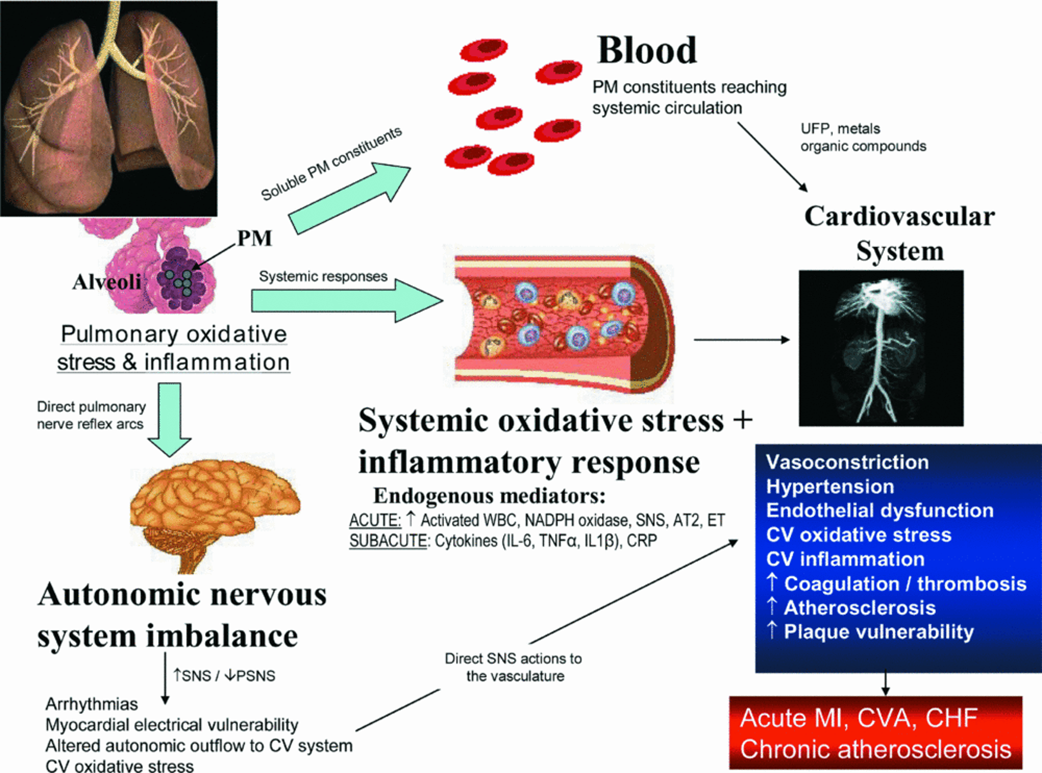 Blood
PM constituents reaching
systemic circulation
UFP, metals
organic compounds
Soluble PM constituents
Cardiovascular
System
PM
Alveoli
Systemic responses
Pulmonary oxidative
stress & inflammation
Direct pulmonary
nerve reflex arcs
Systemic oxidative stress +
inflammatory response
Endogenous mediators:
ACUTE: ↑ Activated WBC, NADPH oxidase, SNS, AT2, ET
SUBACUTE: Cytokines (IL-6, TNFα, IL1β), CRP
Vasoconstriction
Hypertension
Endothelial dysfunction
CV oxidative stress
CV inflammation
↑ Coagulation / thrombosis
↑ Atherosclerosis
↑ Plaque vulnerability
Autonomic nervous
system imbalance
↑SNS / ↓PSNS
Direct SNS actions to
the vasculature
Arrhythmias
Myocardial electrical vulnerability
Altered autonomic outflow to CV system
CV oxidative stress
Acute MI, CVA, CHF
Chronic atherosclerosis